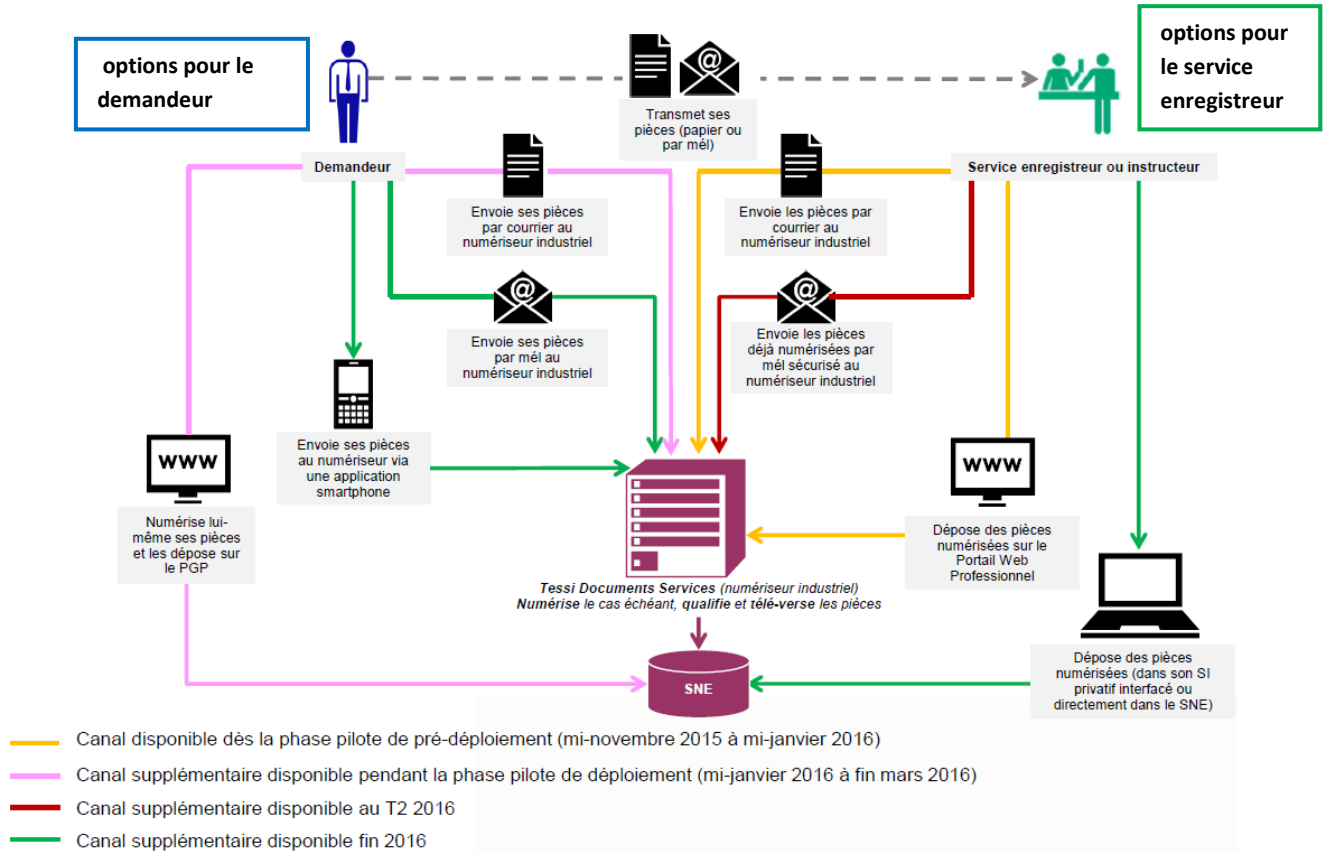 options pour le
demandeur
options pour
le service
enregistreur
@
Transmet ses
pièces (papier ou
par mél)
Demandeur
Service enregistreur ou instructeur
Envoie ses pièces
par courrier au
numériseur industriel
Envoie les pièces par
courrier au
numériseur industriel
@
@
Envoie ses pièces
par mél au
numériseur industriel
Envoie les pièces
déjà numérisées par
mél sécurisé au
numériseur industriel
www
Envoie ses pièces
au numériseur via
une application
smartphone
www
Numérise lui-
même ses pièces
et les dépose sur
le PGP
Dépose des pièces
numérisées sur le
Portail Web
Professionnel
Tessi Documents Services (numériseur industriel)
Numérise le cas échéant, qualifie et télé-verse les pièces
SNE
Dépose des pièces
numérisées (dans son SI
privatif interfacé ou
directement dans le SNE)
Canal disponible dès la phase pilote de pré-déploiement (mi-novembre 2015 à mi-janvier 2016)
Canal supplémentaire disponible pendant la phase pilote de déploiement (mi-janvier 2016 à fin mars 2016)
Canal supplémentaire disponible au T2 2016
Canal supplémentaire disponible fin 2016